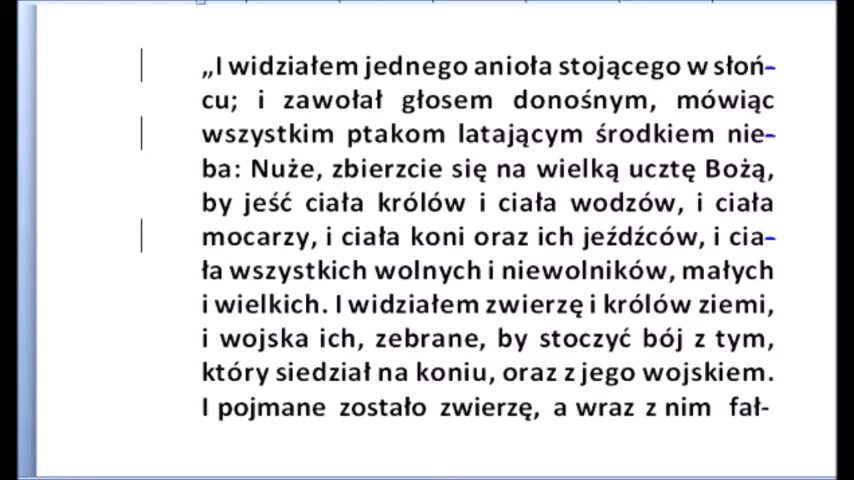 „I widziałem jednego anioła stojącego w słoń-
cu; i zawołał głosem donośnym, mówiąc
wszystkim ptakom latającym środkiem nie-
ba: Nuże, zbierzcie się na wielką ucztę Bożą,
by jeść ciała królów i ciała wodzów, i ciała
mocarzy, i ciała koni oraz ich jeźdźców, i cia-
ła wszystkich wolnych i niewolników, małych
i wielkich. I widziałem zwierzę i królów ziemi,
i wojska ich, zebrane, by stoczyć bój z tym,
który siedział na koniu, oraz z jego wojskiem.
I pojmane zostało zwierzę, a wraz z nim fał-